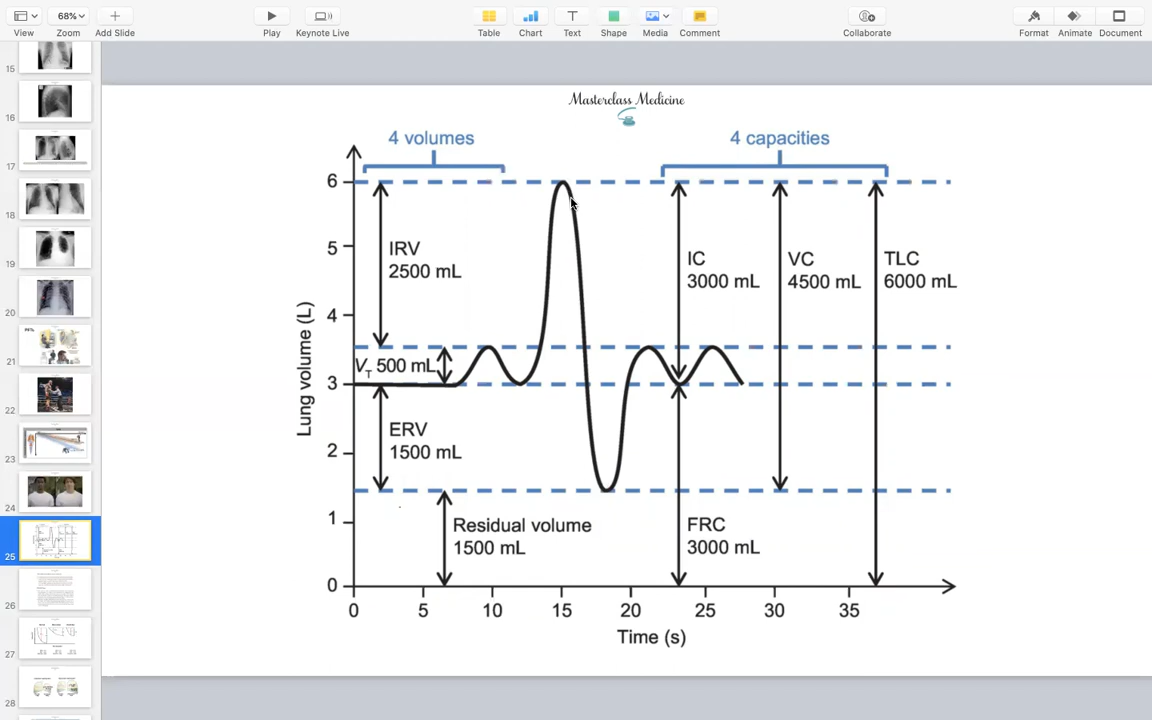 68%
View
Zoom
Add Slide
Play
Keynote Live
Table
Chart
Text
Shape
Media
Comment
Collaborate
Format
Animate
Document
15
16
17
18
19
20
21
22
23
24
25
26
27
28
Masterclass Medicine
4 volumes
4 capacities
Lung volume (L)
6
5
4
3
2
1
0
IRV
2500 mL
VT 500 mL
ERV
1500 mL
Residual volume
1500 mL
IC
3000 mL
VC
4500 mL
TLC
6000 mL
FRC
3000 mL
0 5 10 15 20 25 30 35
Time (s)